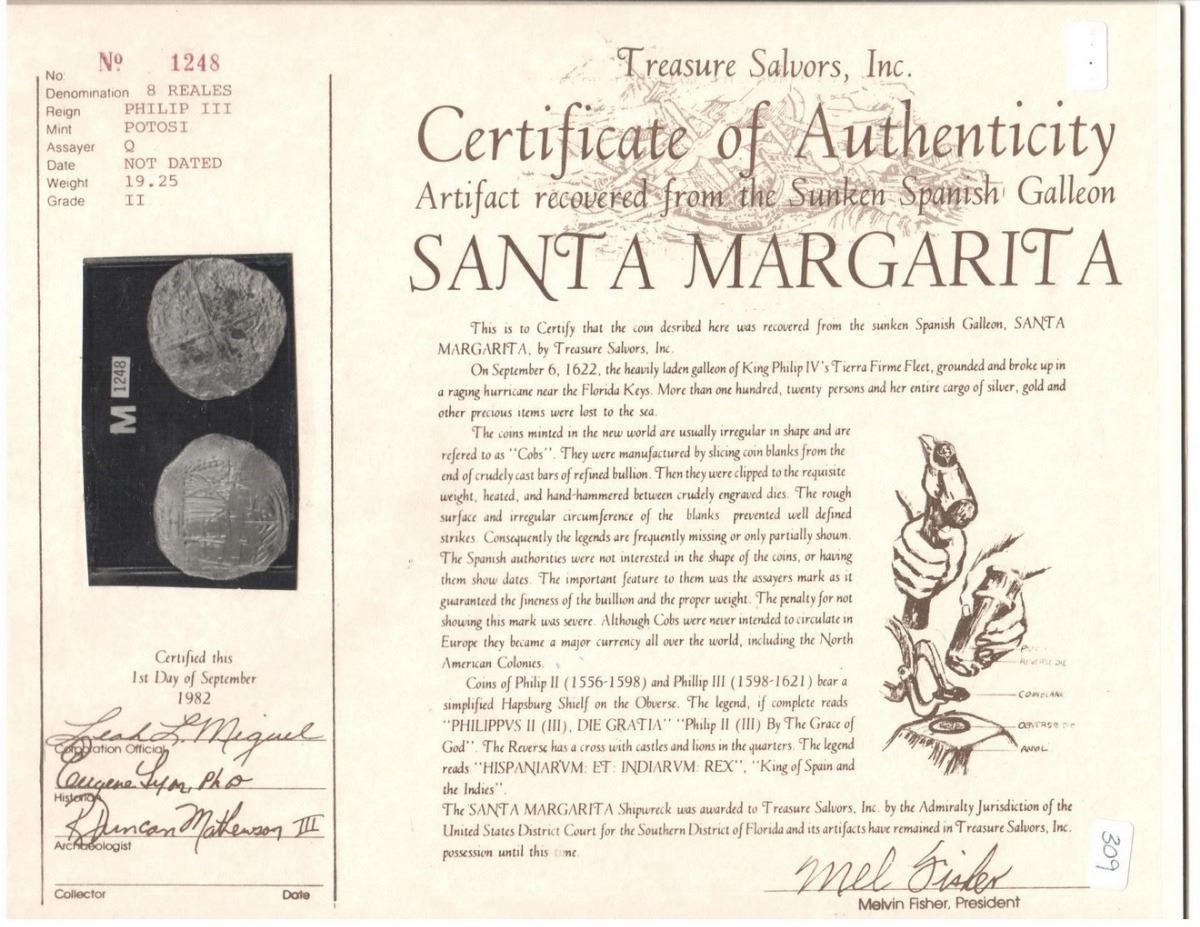 Nº 1248
No:
Denomination 8 REALES
Reign PHILIP III
Mint POTOSI
Assayer Q
Date NOT DATED
Weight 19.25
Grade II
M 1248
Certified this
1st Day of September
1982
Leah L. Miguel
Corporation Official
Eugene Lyon, Ph D
Historian
R Duncan Mathewson III
Archaeologist
Collector Date
Treasure Salvors, Inc.
Certificate of Authenticity
Artifact recovered from the Sunken Spanish Galleon
SANTA MARGARITA
This is to Certify that the coin desribed here was recovered from the sunken Spanish Galleon, SANTA
MARGARITA, by Treasure Salvors, Inc.
On September 6, 1622, the heavily laden galleon of King Philip IV's Tierra Firme Fleet, grounded and broke up in
a raging hurricane near the Florida Keys. More than one hundred, twenty persons and her entire cargo of silver, gold and
other precious items were lost to the sea.
The coins minted in the new world are usually irregular in shape and are
refered to as "Cobs". They were manufactured by slicing coin blanks from the
end of crudely cast bars of refined bullion. Then they were clipped to the requisite
weight, heated, and hand-hammered between crudely engraved dies. The rough
surface and irregular circumference of the blanks prevented well defined
strikes. Consequently the legends are frequently missing or only partially shown.
The Spanish authorities were not interested in the shape of the coins, or having
them show dates. The important feature to them was the assayers mark as it
guaranteed the fineness of the buillion and the proper weight. The penalty for not
showing this mark was severe. Although Cobs were never intended to circulate in
Europe they became a major currency all over the world, including the North
American Colonies.
Coins of Philip II (1556-1598) and Phillip III (1598-1621) bear a
simplified Hapsburg Shielf on the Obverse. The legend, if complete reads
"PHILIPPVS II (III), DIE GRATIA" "Philip II (III) By The Grace of
God". The Reverse has a cross with castles and lions in the quarters. The legend
reads "HISPANIARVM: ET: INDIARVM: REX", "King of Spain and
the Indies".
REVERSE DIE
COIN BLANK
OBVERSE DIE
ANVIL
The SANTA MARGARITA Shipwreck was awarded to Treasure Salvors, Inc. by the Admiralty Jurisdiction of the
United States District Court for the Southern District of Florida and its artifacts have remained in Treasure Salvors, Inc.
possession until this time.
Mel Fisher
Melvin Fisher, President
309